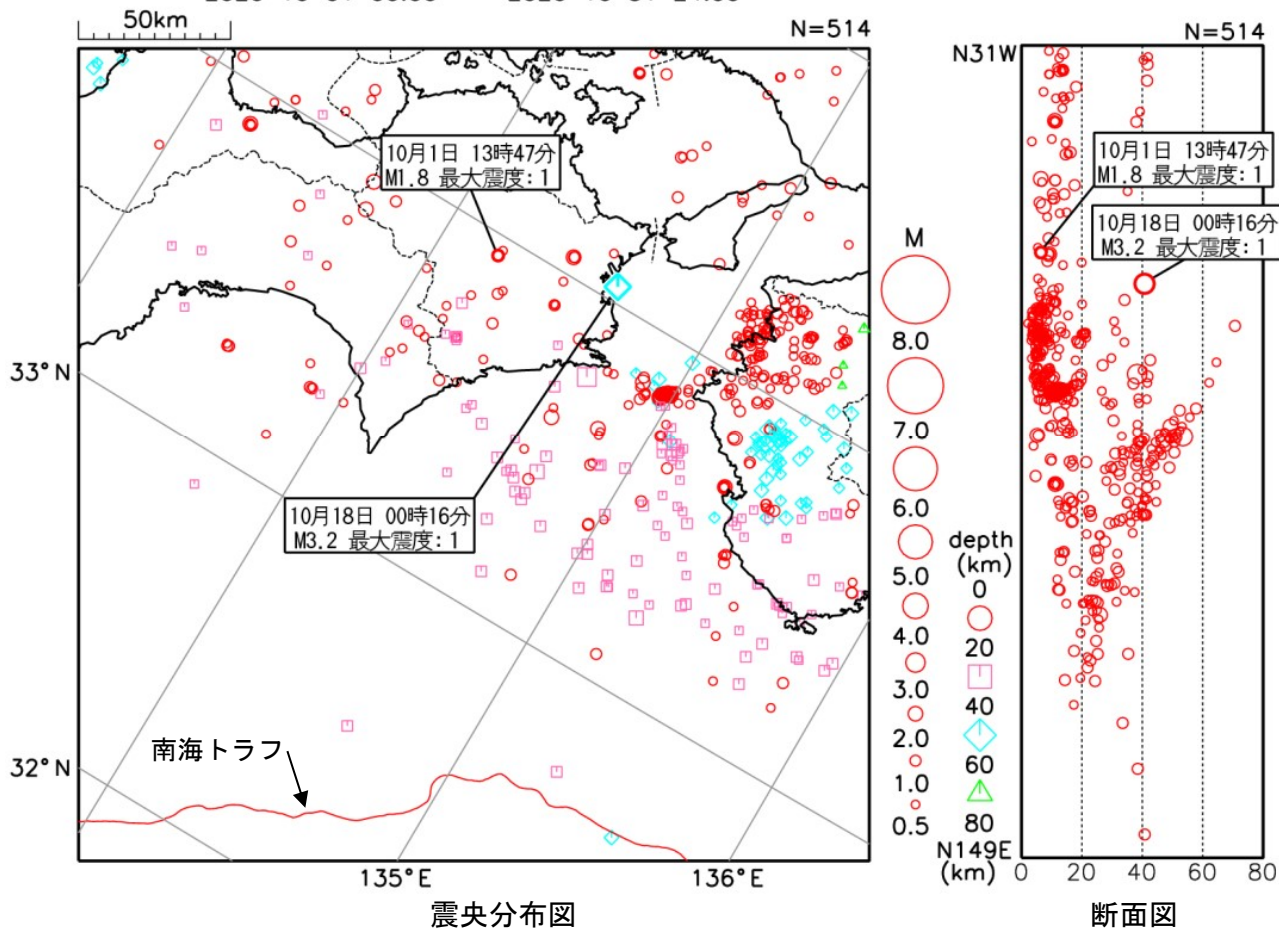 50km
N=514
10月1日 13時47分
M1.8 最大震度:1
10月18日 00時16分
M3.2 最大震度:1
33°N
32°N
135°E
136°E
南海トラフ
震央分布図
M
8.0
7.0
6.0
5.0
4.0
3.0
2.0
1.0
0.5
depth
(km)
0
20
40
60
80
N=514
N31W
10月1日 13時47分
M1.8 最大震度:1
10月18日 00時16分
M3.2 最大震度:1
N149E
(km)
0 20 40 60 80
断面図